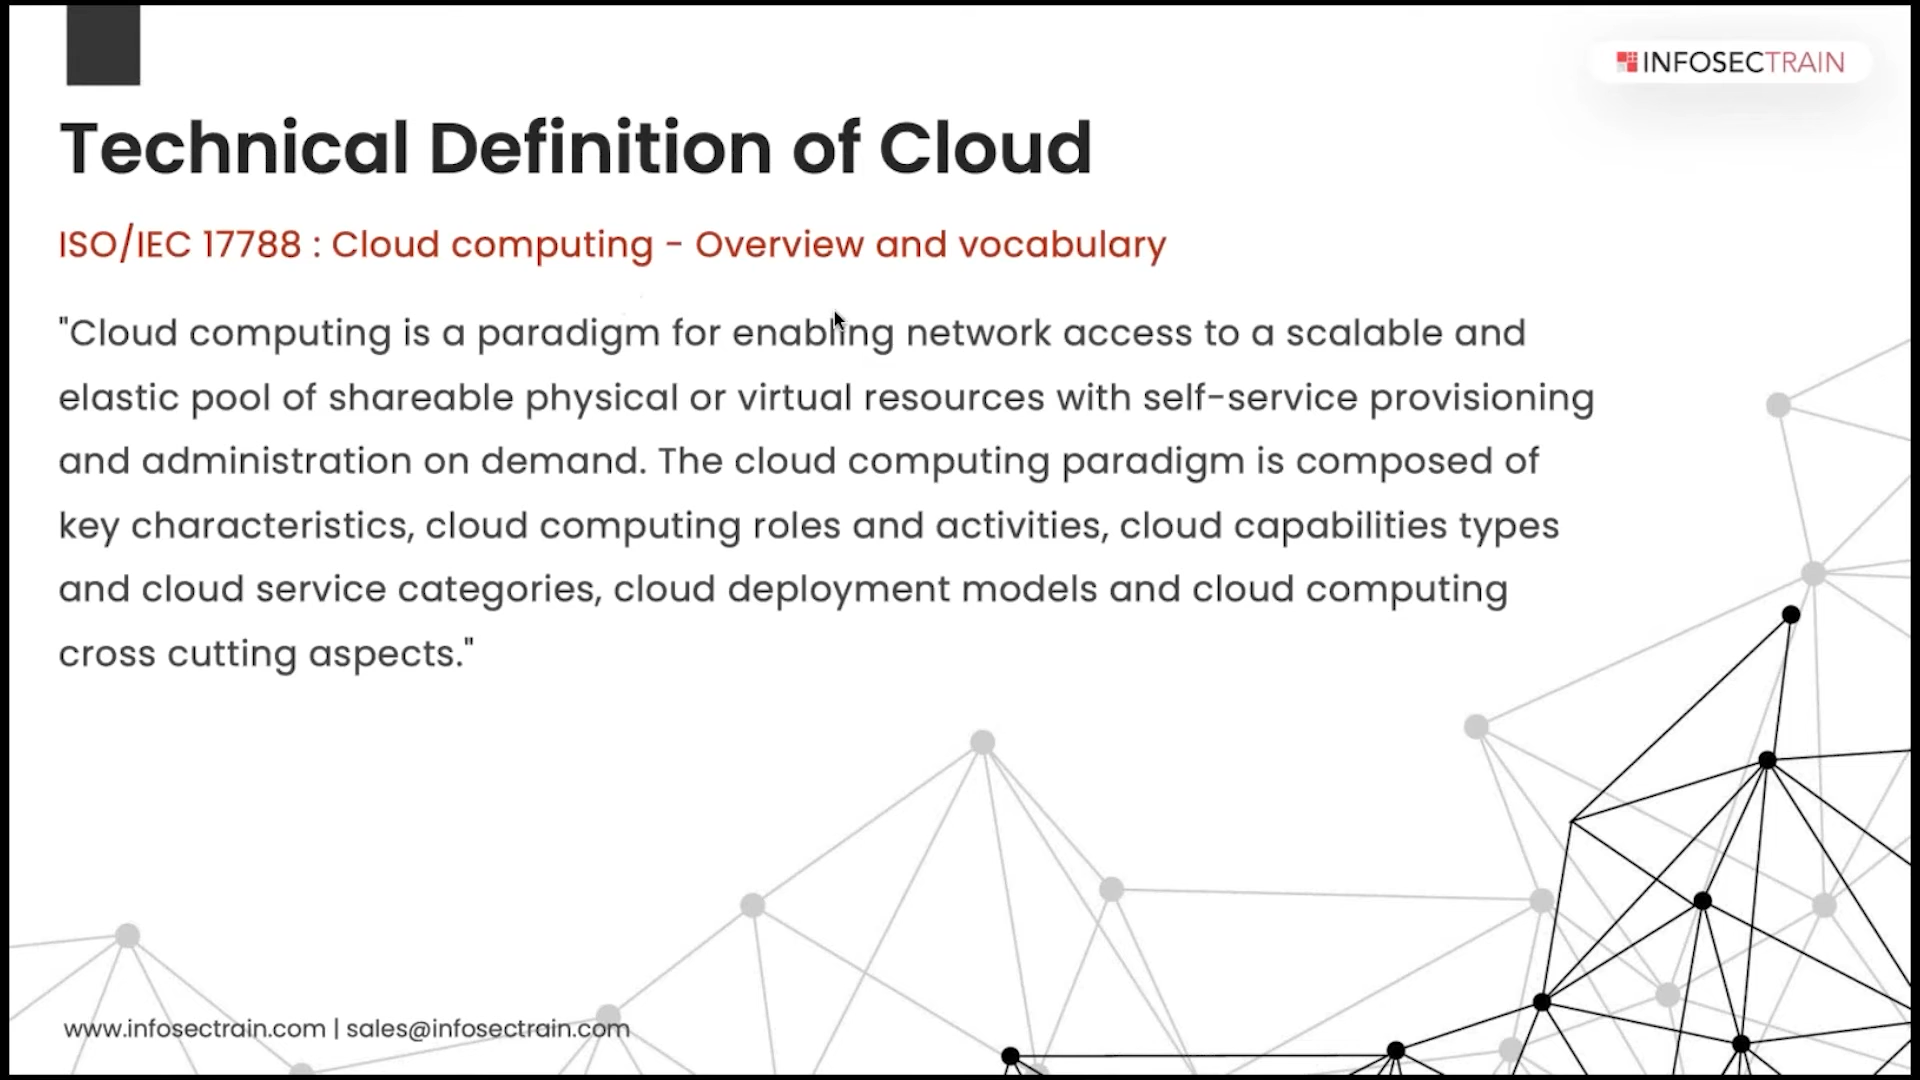 INFOSECTRAIN
Technical Definition of Cloud
ISO/IEC 17788 : Cloud computing - Overview and vocabulary
"Cloud computing is a paradigm for enabling network access to a scalable and
elastic pool of shareable physical or virtual resources with self-service provisioning
and administration on demand. The cloud computing paradigm is composed of
key characteristics, cloud computing roles and activities, cloud capabilities types
and cloud service categories, cloud deployment models and cloud computing
cross cutting aspects."
www.infosectrain.com | sales@infosectrain.com